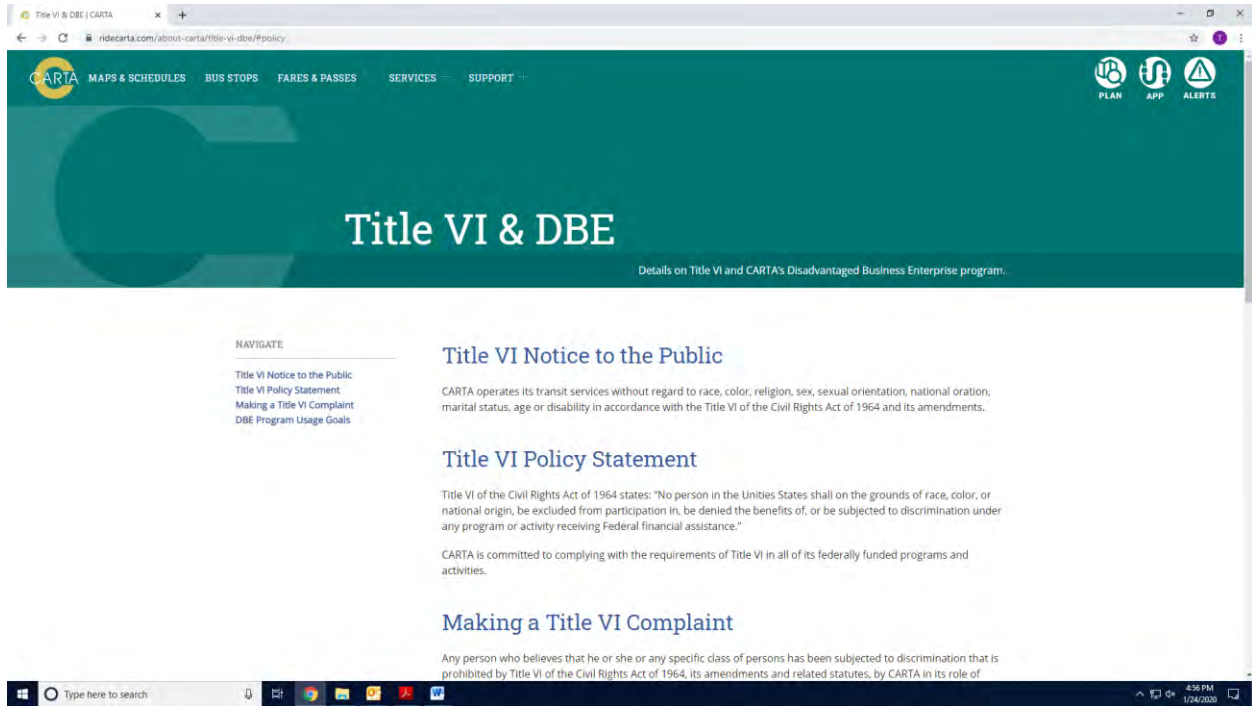 Title VI & DBE | CARTA
ridecarta.com/about-carta/title-vi-dbe/#policy
T
CARTA MAPS & SCHEDULES BUS STOPS FARES & PASSES SERVICES SUPPORT
PLAN APP ALERTS
Title VI & DBE
Details on Title VI and CARTA's Disadvantaged Business Enterprise program.
NAVIGATE
Title VI Notice to the Public
Title VI Policy Statement
Making a Title VI Complaint
DBE Program Usage Goals
Title VI Notice to the Public
CARTA operates its transit services without regard to race, color, religion, sex, sexual orientation, national oration,
marital status, age or disability in accordance with the Title VI of the Civil Rights Act of 1964 and its amendments.
Title VI Policy Statement
Title VI of the Civil Rights Act of 1964 states: "No person in the Unities States shall on the grounds of race, color, or
national origin, be excluded from participation in, be denied the benefits of, or be subjected to discrimination under
any program or activity receiving Federal financial assistance."
CARTA is committed to complying with the requirements of Title VI in all of its federally funded programs and
activities.
Making a Title VI Complaint
Any person who believes that he or she or any specific class of persons has been subjected to discrimination that is
prohibited by Title VI of the Civil Rights Act of 1964, its amendments and related statutes, by CARTA in its role of
Type here to search
4:56 PM
1/24/2020